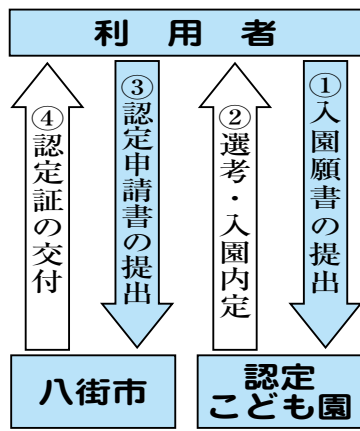 利用者
①入園願書の提出
②選考・入園内定
③認定申請書の提出
④認定証の交付
八街市
認定
こども園